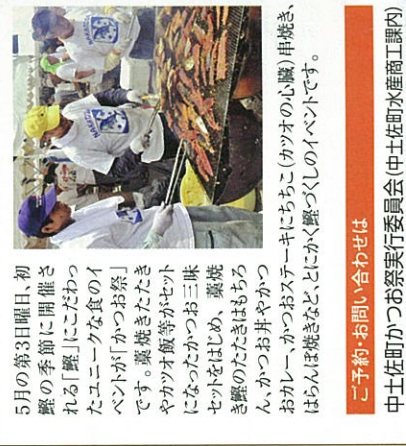 5月の第3日曜日、初
鰹の季節に開催さ
れる「鰹」にこだわっ
たユニークな食のイ
ベントが「かつお祭」
です。藁焼きたたき
やカツオ飯等がセット
になったかつお三昧
セットをはじめ、藁焼
き鰹のたたきはもちろ
ん、かつお丼やかつ
おカレー、かつおステーキにちちこ(カツオの心臓)串焼き、
はらんぼ焼きなど、とにかく鰹づくしのイベントです。
ご予約・お問い合わせは
中土佐町かつお祭実行委員会(中土佐町水産商工課内)